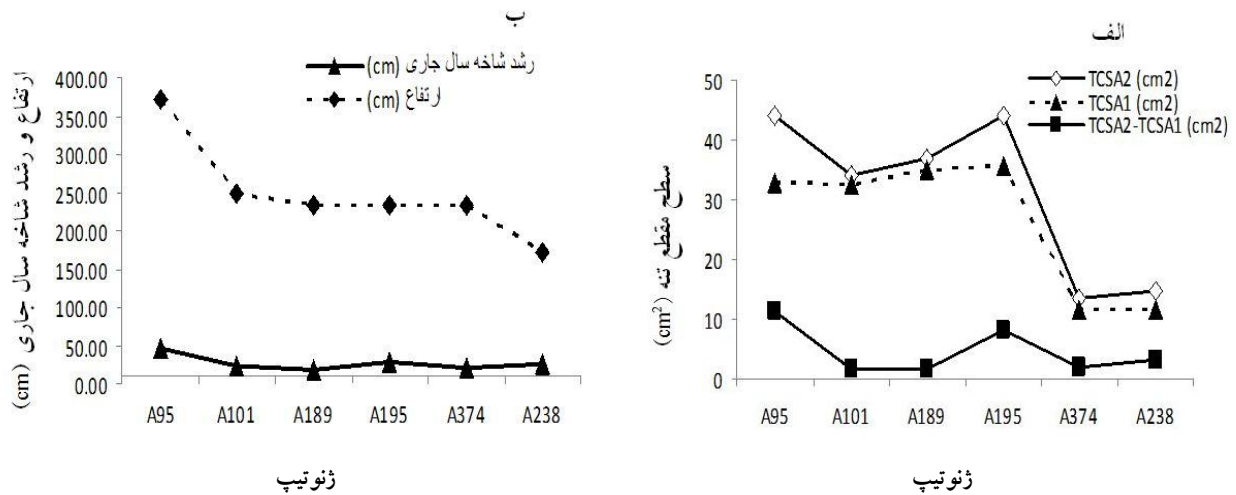 الف
TCSA2 (cm2)
TCSA1 (cm2)
TCSA2-TCSA1 (cm2)
سطح مقطع تنه (cm²)
50
40
30
20
10
0
A95 A101 A189 A195 A374 A238
ژنوتیپ
ب
رشد شاخه سال جاری (cm)
ارتفاع (cm)
ارتفاع و رشد شاخه سال جاری (cm)
400.00
350.00
300.00
250.00
200.00
150.00
100.00
50.00
0.00
A95 A101 A189 A195 A374 A238
ژنوتیپ